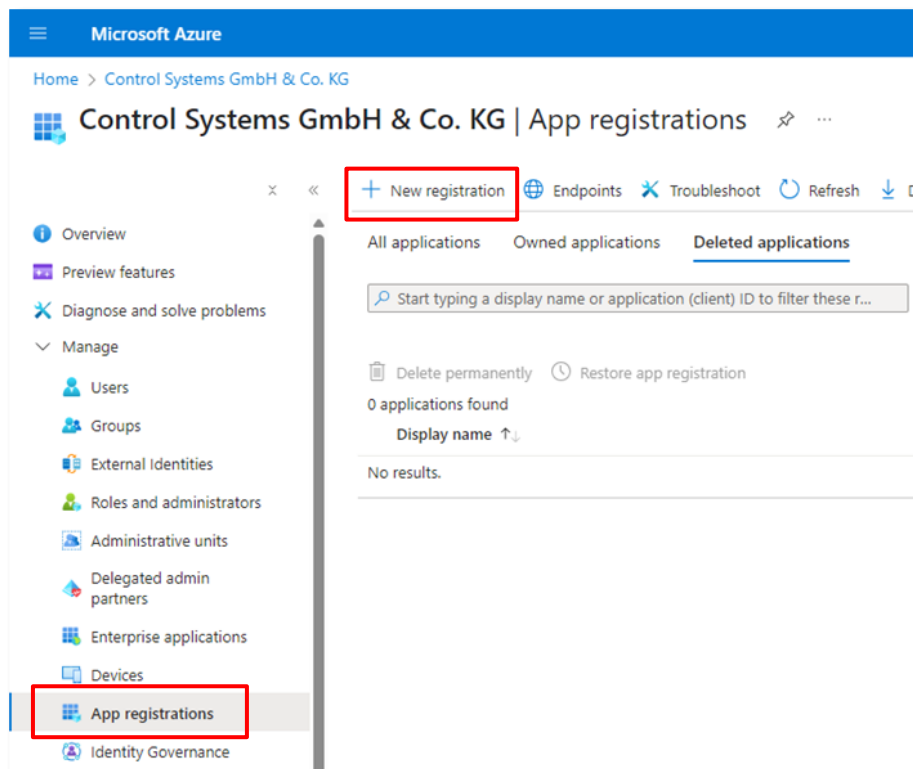 Microsoft Azure
Home > Control Systems GmbH & Co. KG
Control Systems GmbH & Co. KG | App registrations
New registration Endpoints Troubleshoot Refresh
Overview
Preview features
Diagnose and solve problems
Manage
Users
Groups
External Identities
Roles and administrators
Administrative units
Delegated admin
partners
Enterprise applications
Devices
App registrations
Identity Governance
All applications Owned applications Deleted applications
Start typing a display name or application (client) ID to filter these r...
Delete permanently Restore app registration
0 applications found
Display name
No results.